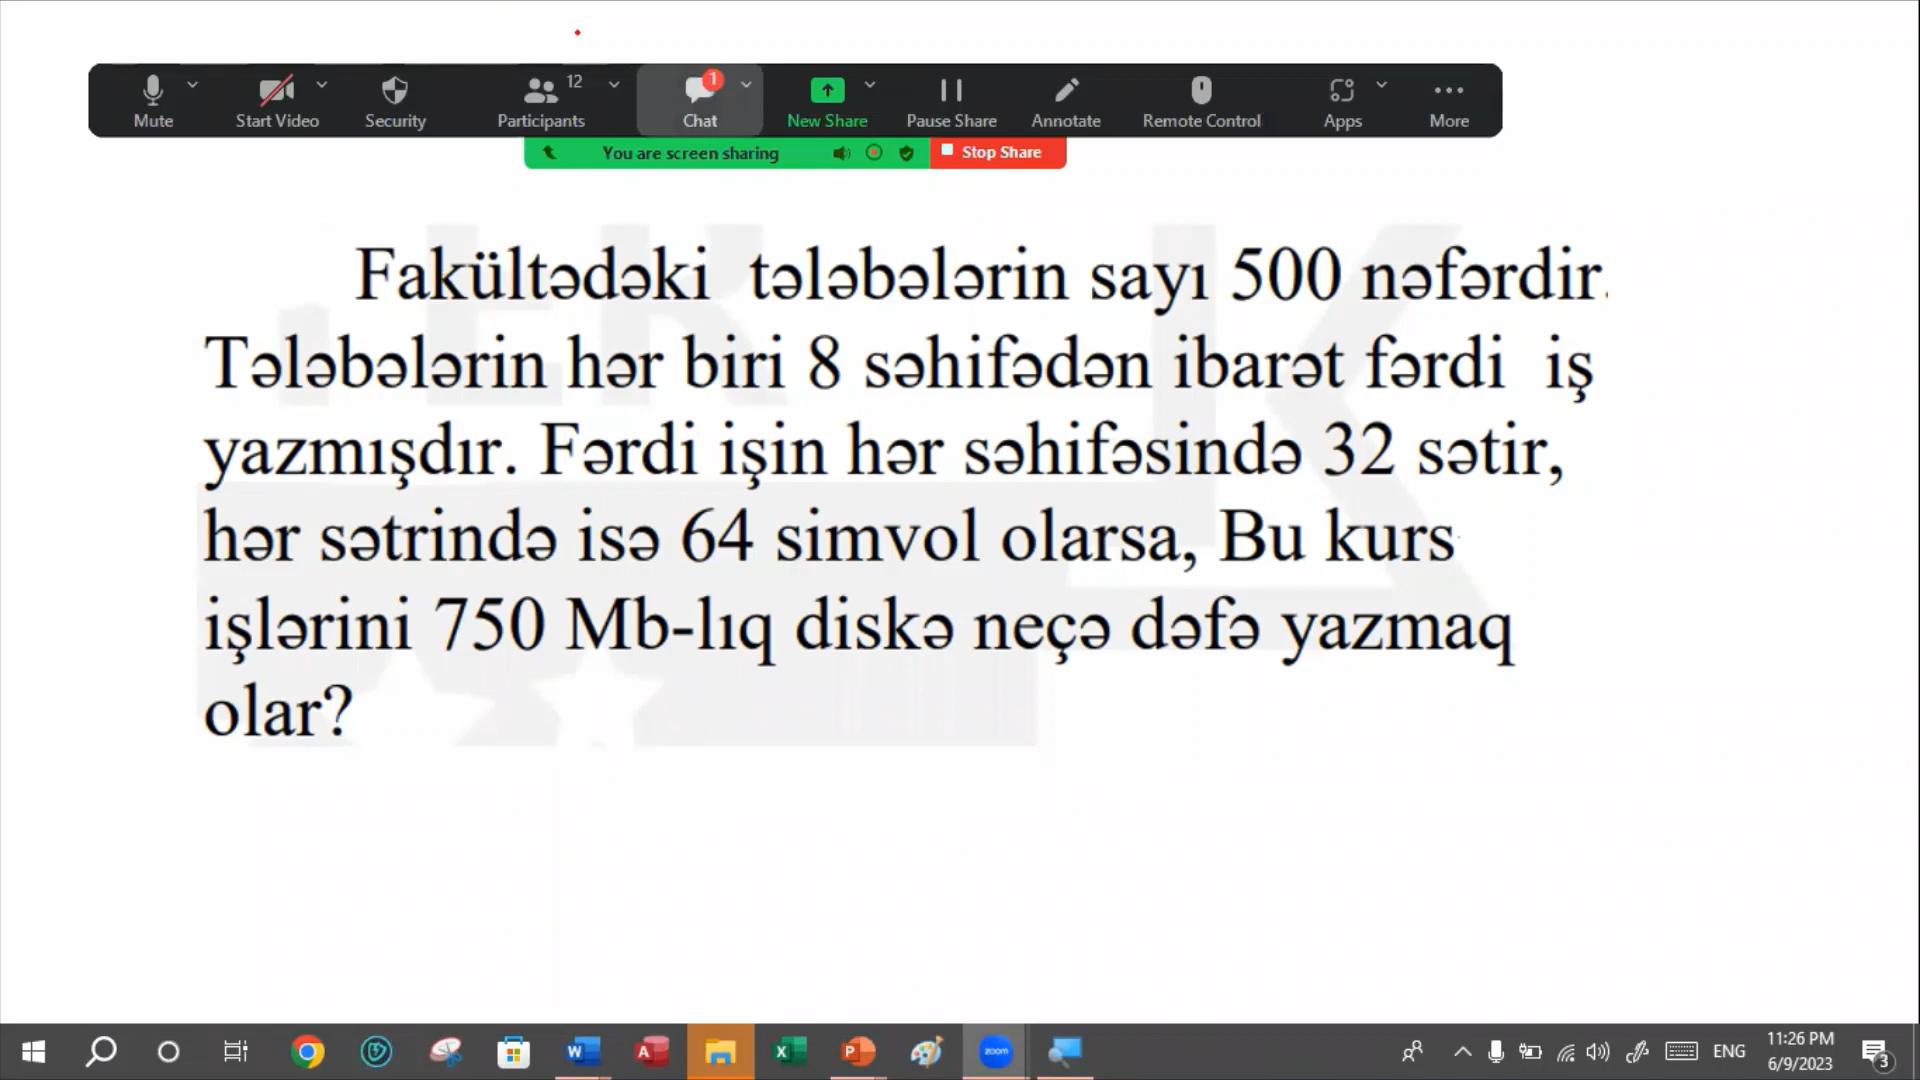 Mute
Start Video
Security
12
Participants
1
Chat
New Share
Pause Share
Annotate
Remote Control
Apps
More
You are screen sharing
Stop Share
Fakültədəki tələbələrin sayı 500 nəfərdir.
Tələbələrin hər biri 8 səhifədən ibarət fərdi iş
yazmışdır. Fərdi işin hər səhifəsində 32 sətir,
hər sətrində isə 64 simvol olarsa, Bu kurs
işlərini 750 Mb-lıq diskə neçə dəfə yazmaq
olar?
zoom
ENG
11:26 PM
6/9/2023
3